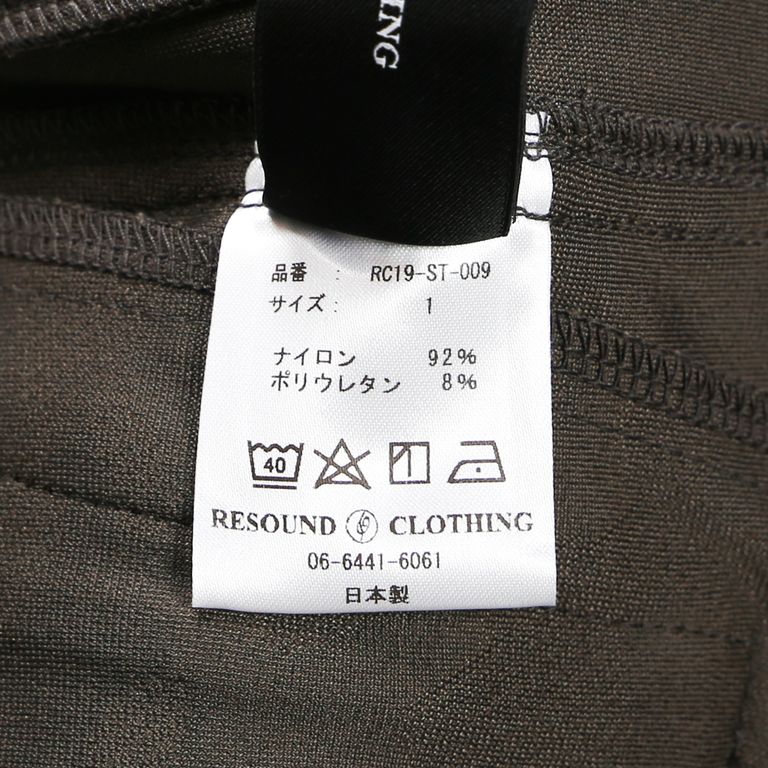 ING
品番 : RC19-ST-009
サイズ : 1
ナイロン 92%
ポリウレタン 8%
40
RESOUND CLOTHING
06-6441-6061
日本製